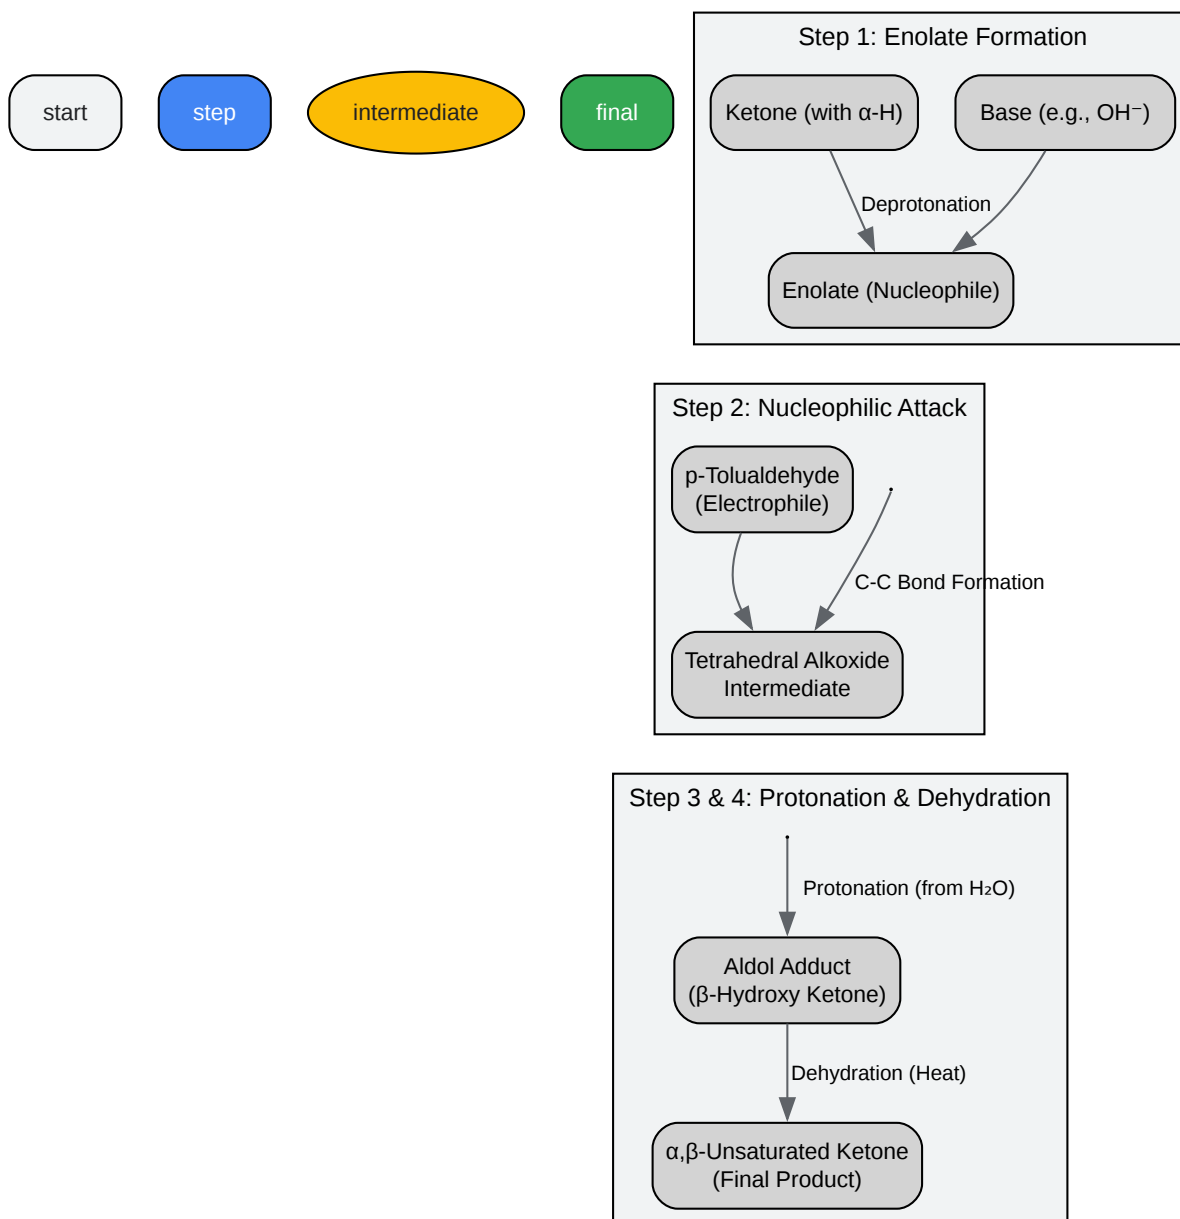 Step 1: Enolate Formation
start
step
intermediate
final
Ketone (with α-H)
Base (e.g., OH⁻)
Deprotonation
Enolate (Nucleophile)
Step 2: Nucleophilic Attack
p-Tolualdehyde
(Electrophile)
C-C Bond Formation
Tetrahedral Alkoxide
Intermediate
Step 3 & 4: Protonation & Dehydration
Protonation (from H₂O)
Aldol Adduct
(β-Hydroxy Ketone)
Dehydration (Heat)
α,β-Unsaturated Ketone
(Final Product)